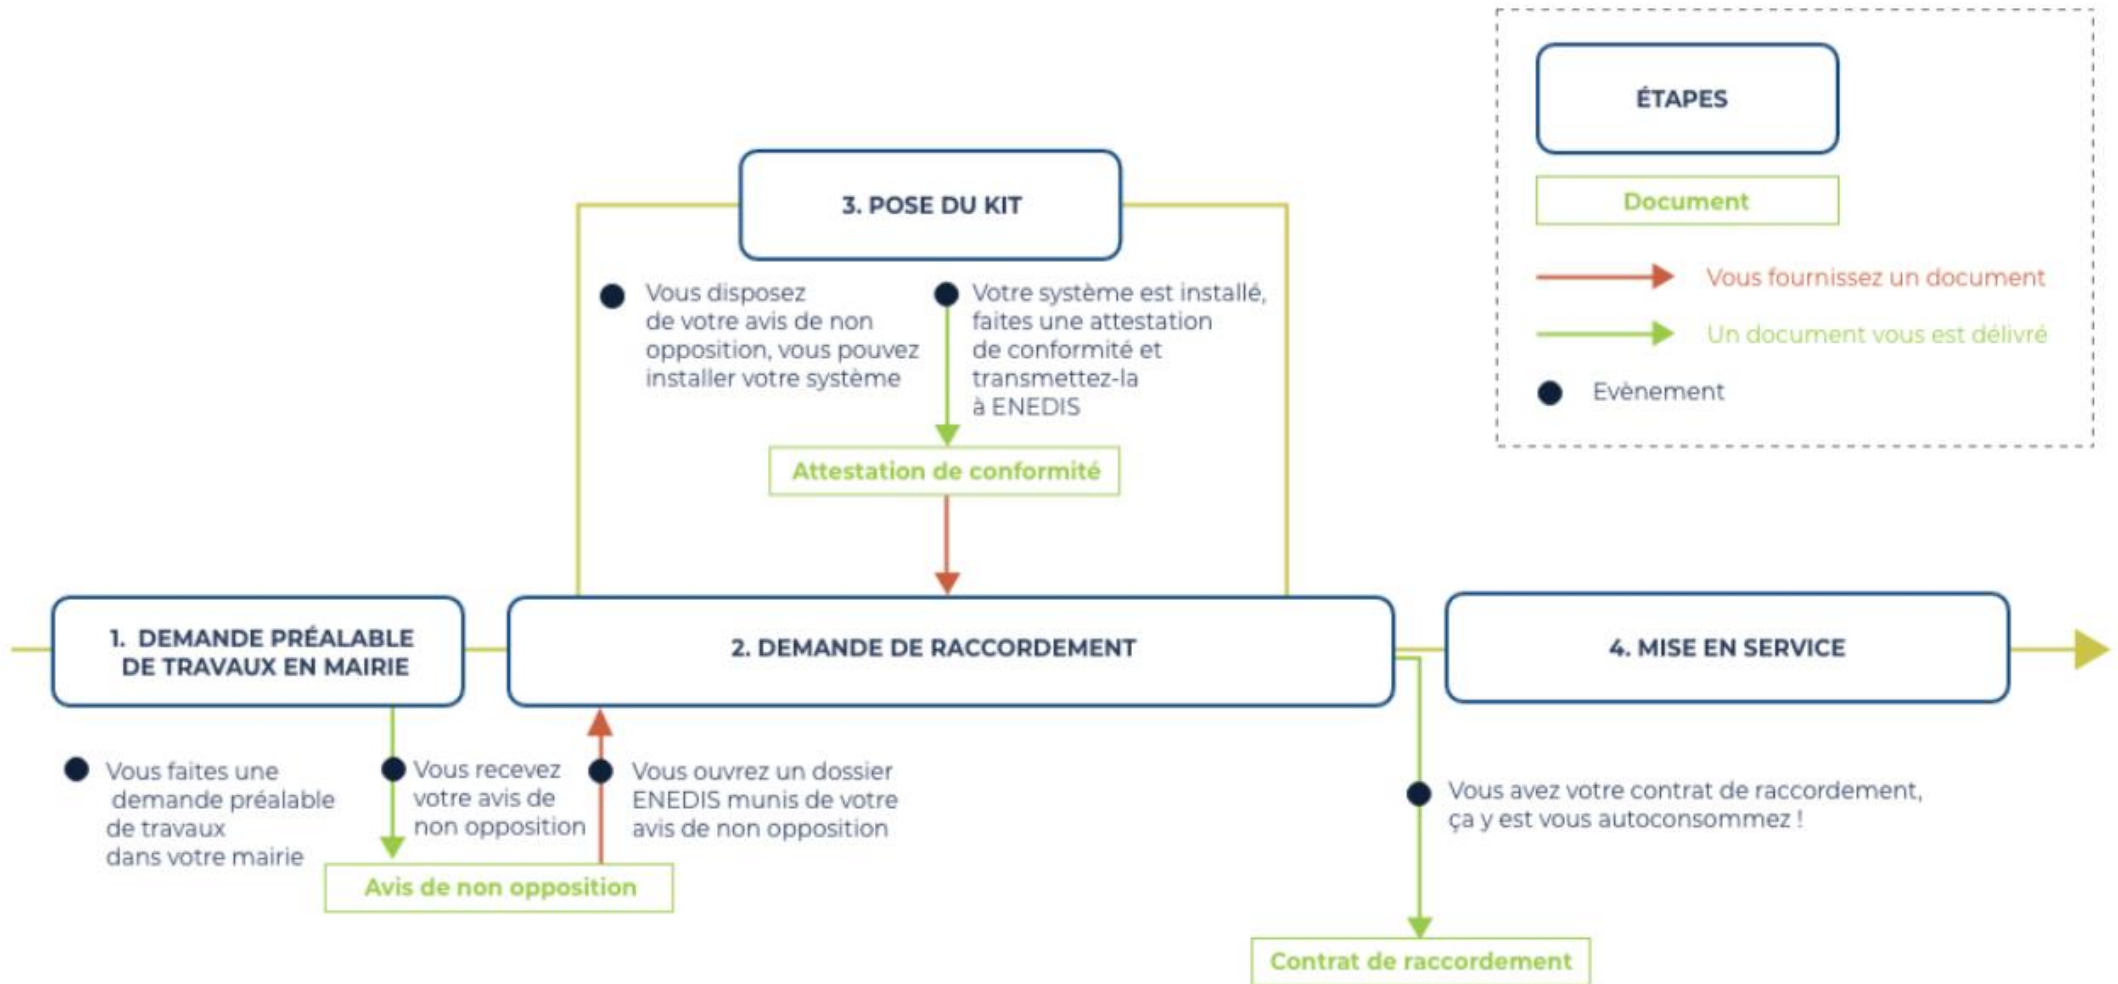 ÉTAPES
Document
Vous fournissez un document
Un document vous est délivré
Evènement
3. POSE DU KIT
Vous disposez
de votre avis de non
opposition, vous pouvez
installer votre système
Votre système est installé,
faites une attestation
de conformité et
transmettez-la
à ENEDIS
Attestation de conformité
1. DEMANDE PRÉALABLE
DE TRAVAUX EN MAIRIE
2. DEMANDE DE RACCORDEMENT
4. MISE EN SERVICE
Vous faites une
demande préalable
de travaux
dans votre mairie
Vous recevez
votre avis de
non opposition
Vous ouvrez un dossier
ENEDIS munis de votre
avis de non opposition
Vous avez votre contrat de raccordement,
ça y est vous autoconsommez !
Avis de non opposition
Contrat de raccordement